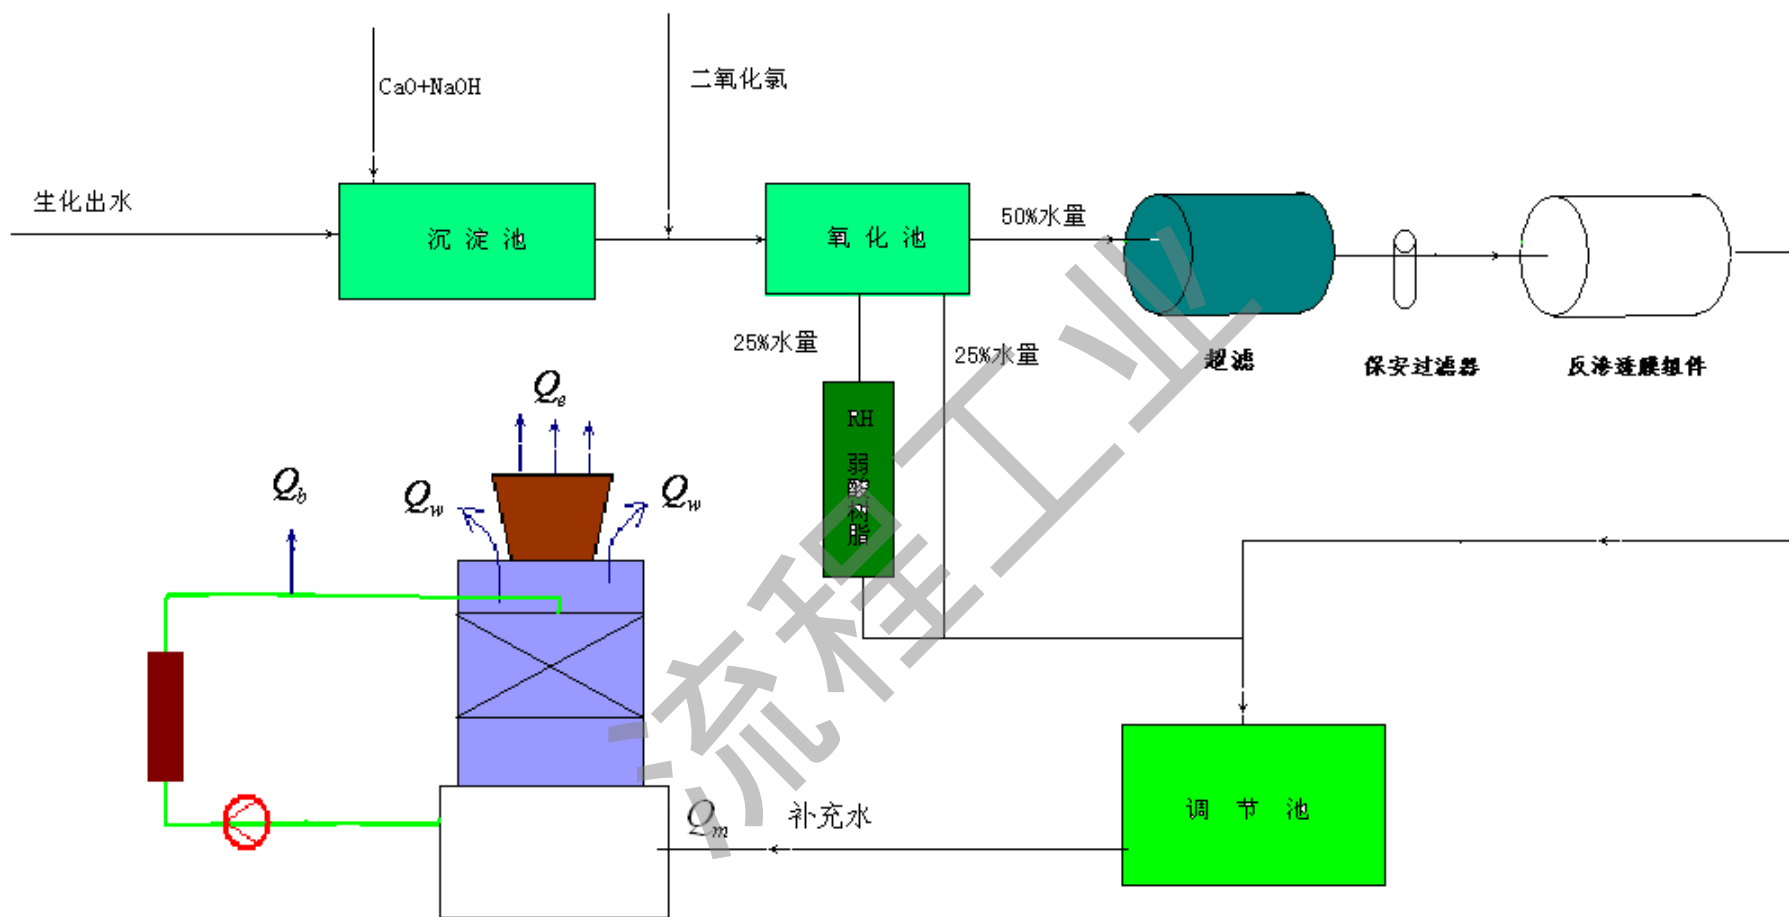 CaO+NaOH
二氧化氯
生化出水
沉淀池
氧化池
50%水量
25%水量
25%水量
超滤
保安过滤器
反渗透膜组件
RH
弱
酸
树
脂
Qe
Qb
Qw
Qw
调节池
Qm
补充水
流程工业